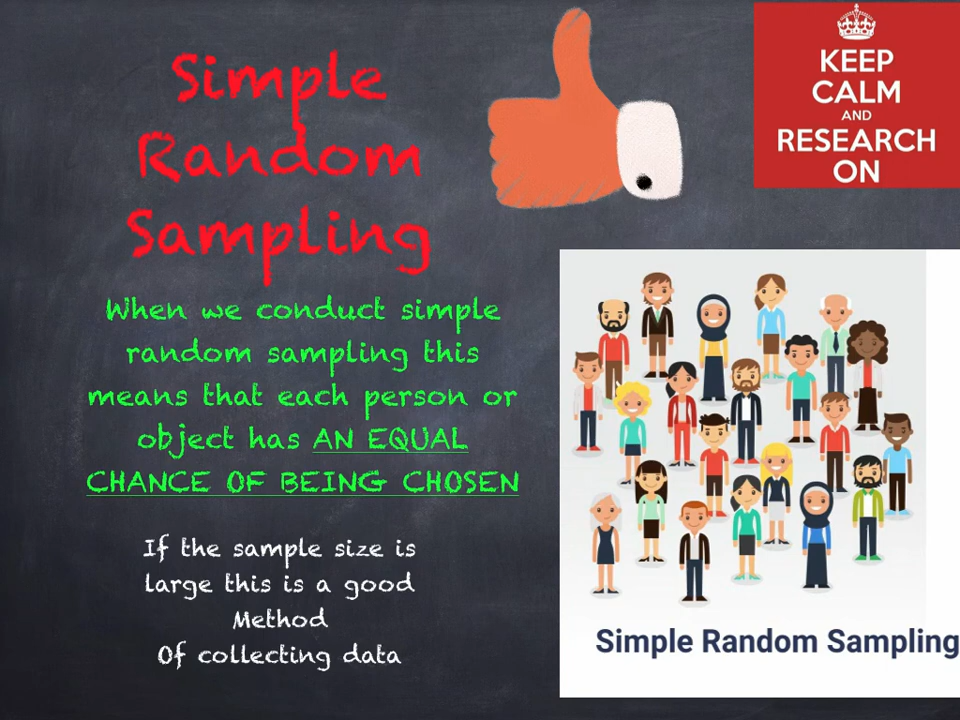 Simple
Random
Sampling
KEEP
CALM
AND
RESEARCH
ON
When we conduct simple
random sampling this
means that each person or
object has AN EQUAL
CHANCE OF BEING CHOSEN
If the sample size is
large this is a good
Method
Of collecting data
Simple Random Sampling